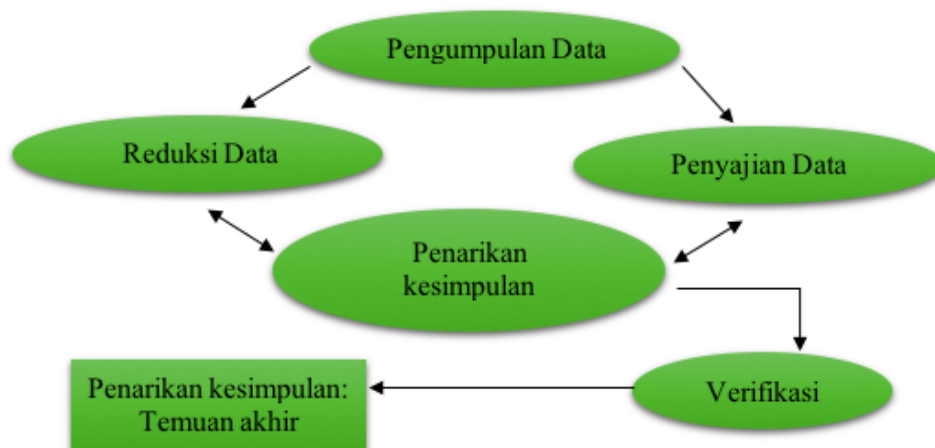 Pengumpulan Data
Reduksi Data
Penyajian Data
Penarikan
kesimpulan
Verifikasi
Penarikan kesimpulan:
Temuan akhir